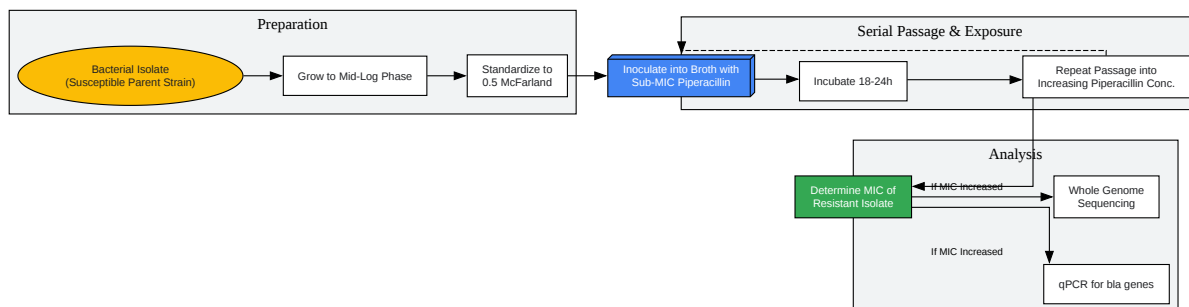 Preparation
Bacterial Isolate
(Susceptible Parent Strain)
Grow to Mid-Log Phase
Standardize to
0.5 McFarland
Serial Passage & Exposure
Inoculate into Broth with
Sub-MIC Piperacillin
Incubate 18-24h
Repeat Passage into
Increasing Piperacillin Conc.
Analysis
Determine MIC of
Resistant Isolate
If MIC Increased
Whole Genome
Sequencing
If MIC Increased
qPCR for bla genes